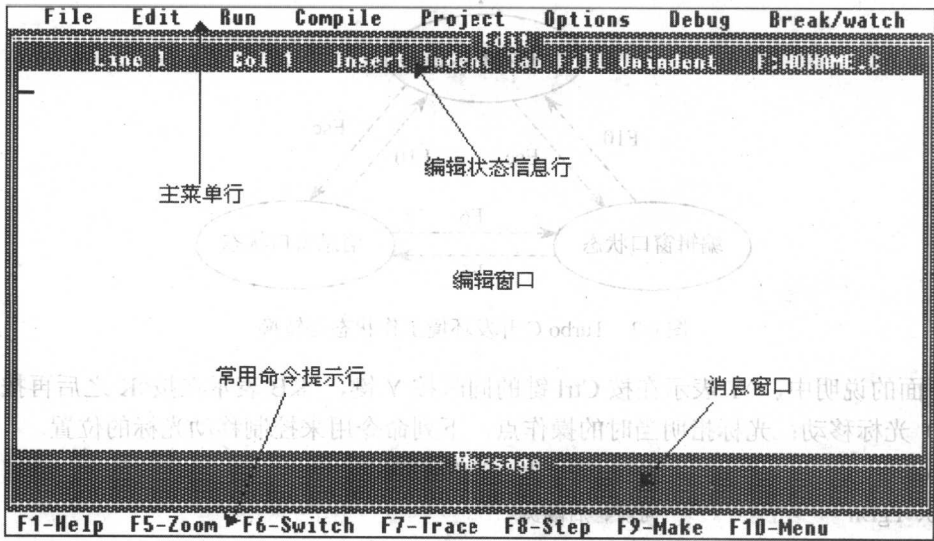 File Edit Run Compile Project Options Debug Break/watch
Edit
Line 1 Col 1 Insert Indent Tab Fill Unindent F:NONAME.C
编辑状态信息行
主菜单行
编辑窗口
常用命令提示行
消息窗口
Message
F1-Help F5-Zoom F6-Switch F7-Trace F8-Step F9-Make F10-Menu